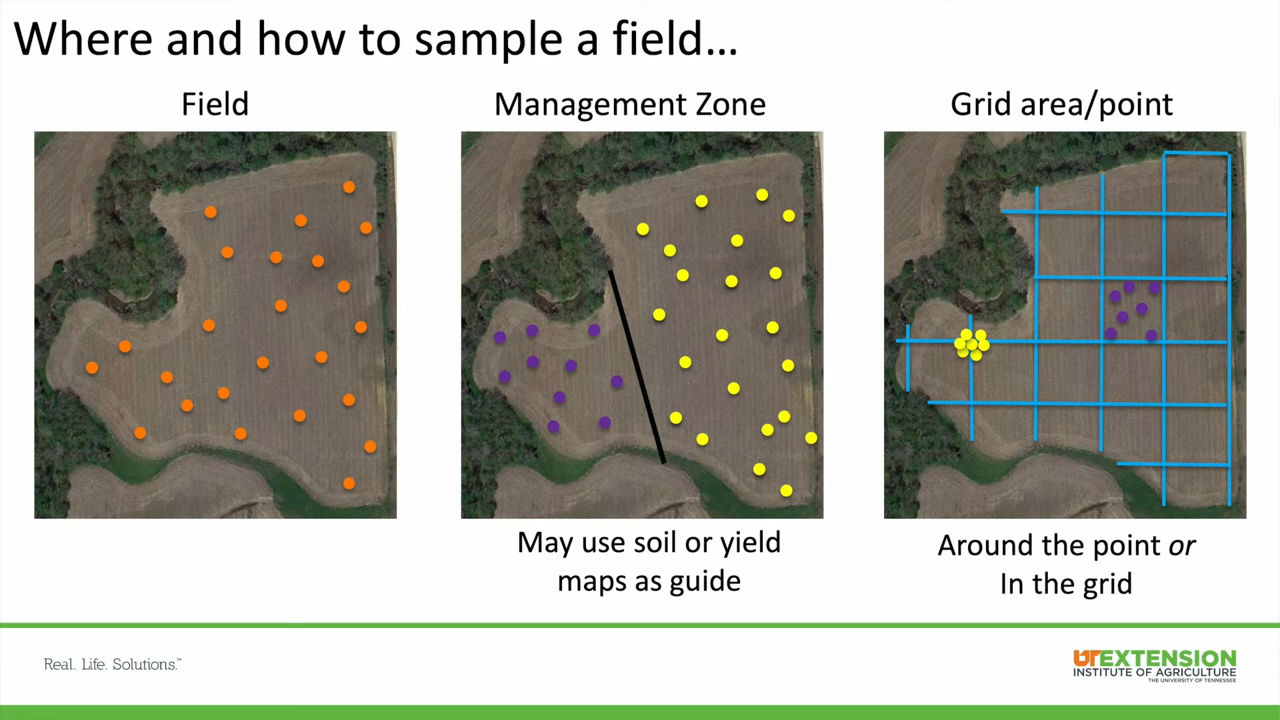 Where and how to sample a field…
Field
Management Zone
Grid area/point
May use soil or yield
maps as guide
Around the point or
In the grid
Real. Life. Solutions.™
UTEXTENSION
INSTITUTE OF AGRICULTURE
THE UNIVERSITY OF TENNESSEE